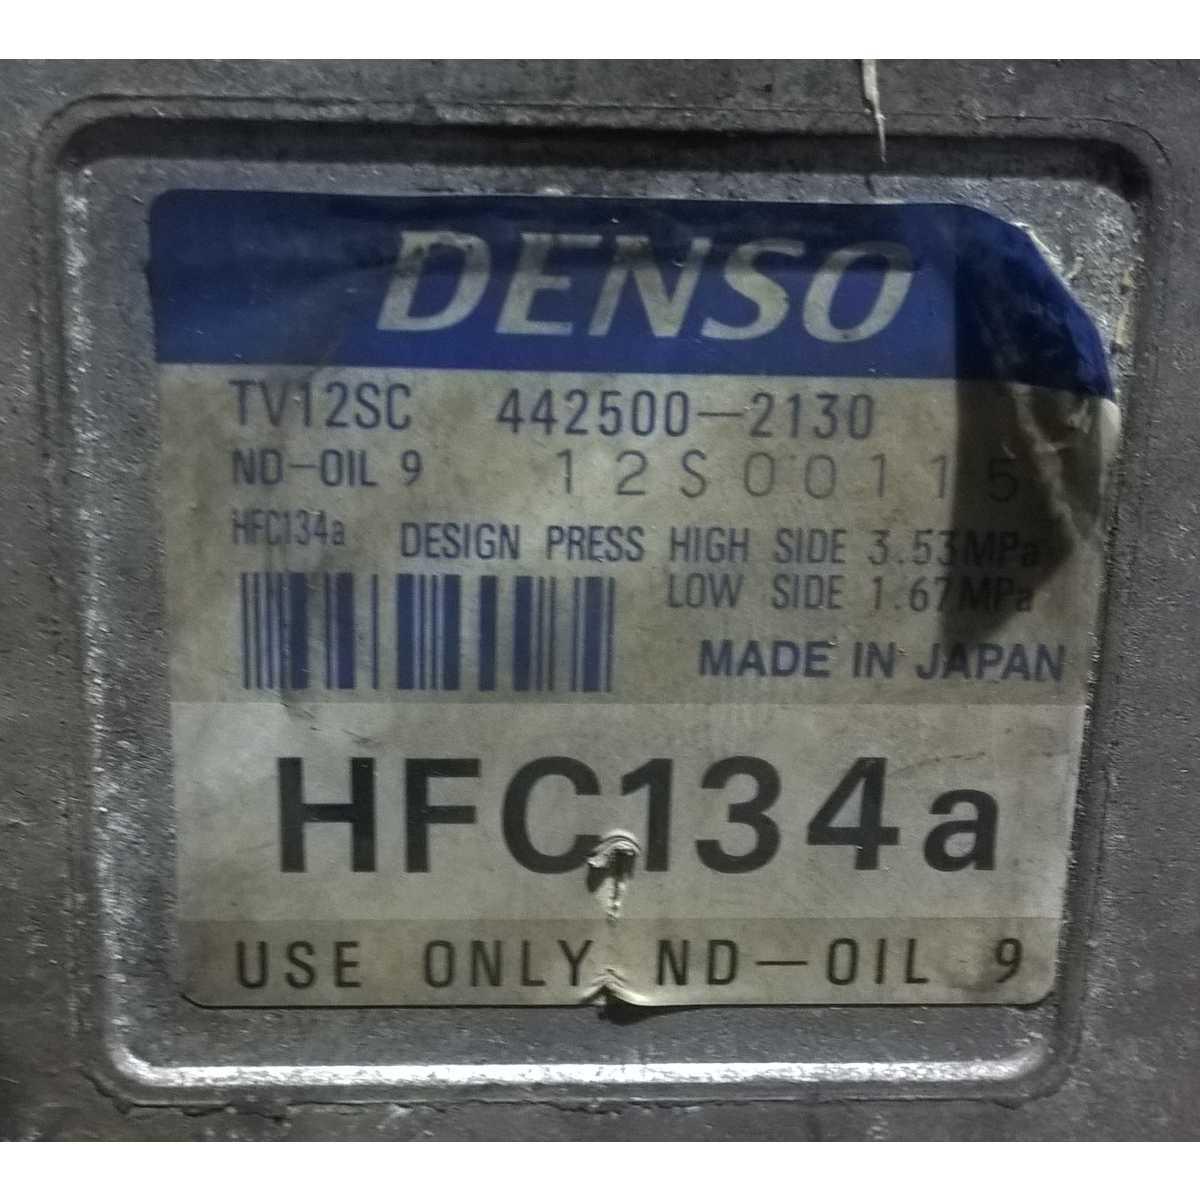 DENSO
TV12SC 442500-2130
ND-OIL 9 12S00115
HFC134a DESIGN PRESS HIGH SIDE 3.53MPa
LOW SIDE 1.67MPa
MADE IN JAPAN
HFC134a
USE ONLY ND-OIL 9